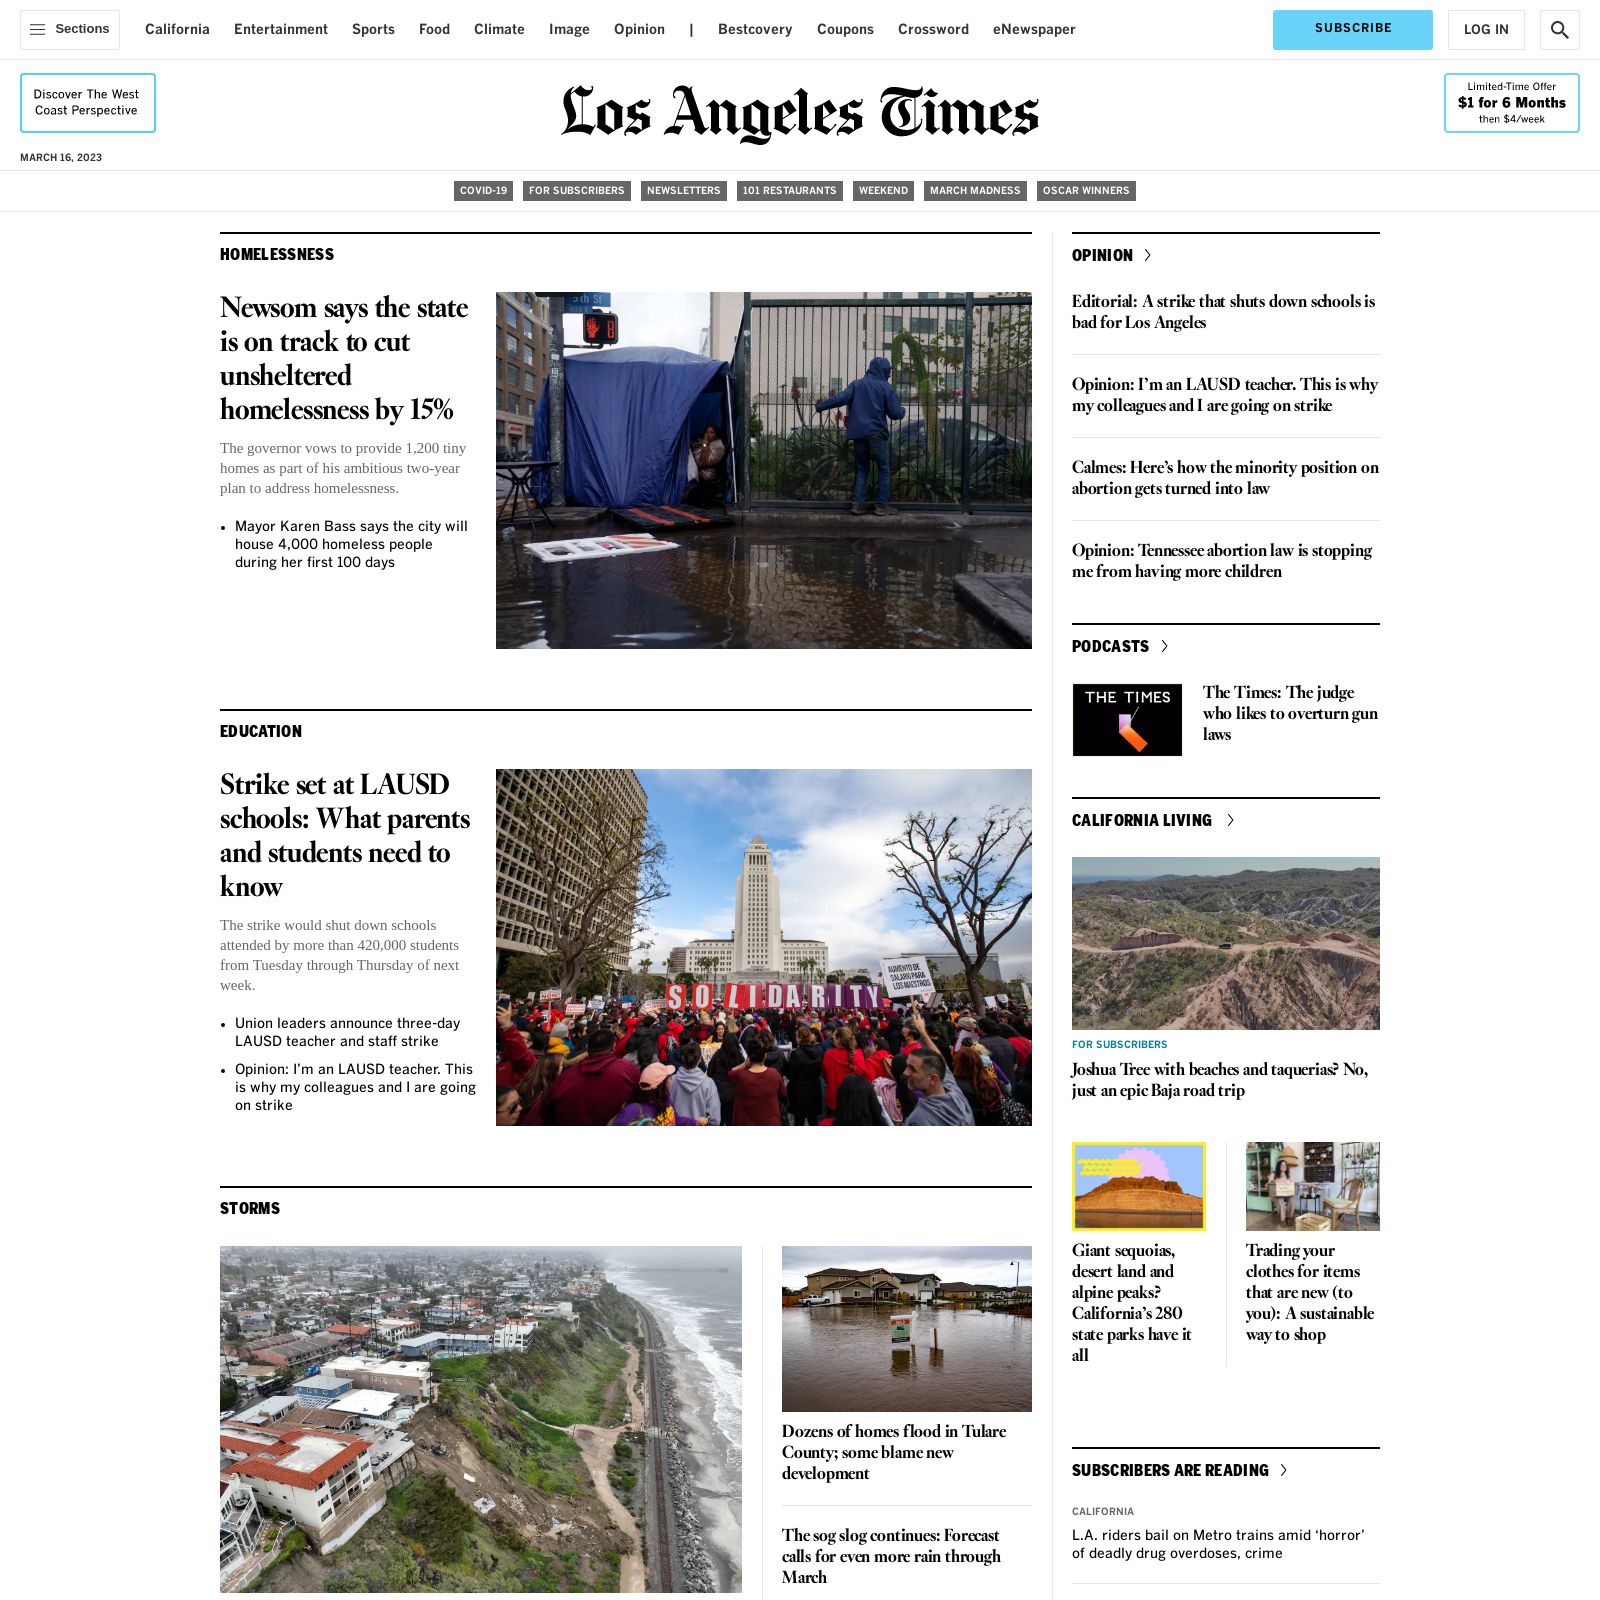 Sections
California
Entertainment
Sports
Food
Climate
Image
Opinion
|
Bestcovery
Coupons
Crossword
eNewspaper
SUBSCRIBE
LOG IN
Discover The West
Coast Perspective
Los Angeles Times
Limited-Time Offer
$1 for 6 Months
then $4/week
MARCH 16, 2023
COVID-19
FOR SUBSCRIBERS
NEWSLETTERS
101 RESTAURANTS
WEEKEND
MARCH MADNESS
OSCAR WINNERS
HOMELESSNESS
Newsom says the state
is on track to cut
unsheltered
homelessness by 15%
The governor vows to provide 1,200 tiny
homes as part of his ambitious two-year
plan to address homelessness.
• Mayor Karen Bass says the city will
house 4,000 homeless people
during her first 100 days
5th St
EDUCATION
Strike set at LAUSD
schools: What parents
and students need to
know
The strike would shut down schools
attended by more than 420,000 students
from Tuesday through Thursday of next
week.
• Union leaders announce three-day
LAUSD teacher and staff strike
• Opinion: I’m an LAUSD teacher. This
is why my colleagues and I are going
on strike
AUMENTO DE
SALARIO PARA
LOS MAESTROS
SOLIDARITY
NOW!
STORMS
Dozens of homes flood in Tulare
County; some blame new
development
The sog slog continues: Forecast
calls for even more rain through
March
OPINION
Editorial: A strike that shuts down schools is
bad for Los Angeles
Opinion: I’m an LAUSD teacher. This is why
my colleagues and I are going on strike
Calmes: Here’s how the minority position on
abortion gets turned into law
Opinion: Tennessee abortion law is stopping
me from having more children
PODCASTS
THE TIMES
The Times: The judge
who likes to overturn gun
laws
CALIFORNIA LIVING
FOR SUBSCRIBERS
Joshua Tree with beaches and taquerias? No,
just an epic Baja road trip
Giant sequoias,
desert land and
alpine peaks?
California’s 280
state parks have it
all
Trading your
clothes for items
that are new (to
you): A sustainable
way to shop
SUBSCRIBERS ARE READING
CALIFORNIA
L.A. riders bail on Metro trains amid ‘horror’
of deadly drug overdoses, crime